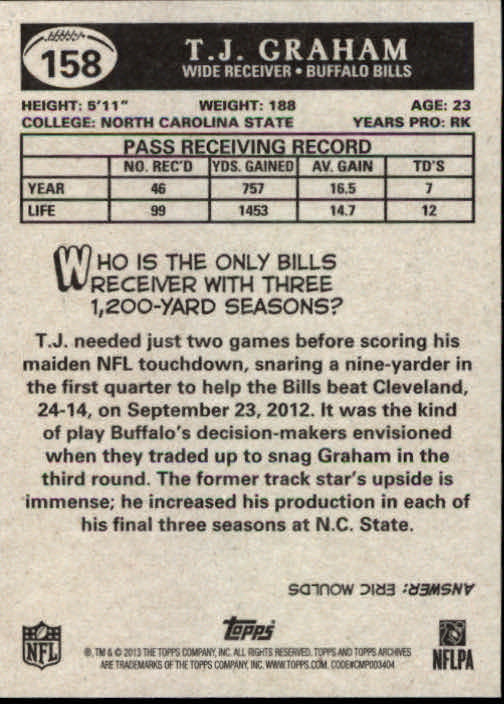 158
T.J. GRAHAM
WIDE RECEIVER • BUFFALO BILLS
HEIGHT: 5'11" WEIGHT: 188 AGE: 23
COLLEGE: NORTH CAROLINA STATE YEARS PRO: RK
PASS RECEIVING RECORD
NO. REC'D YDS. GAINED AV. GAIN TD'S
YEAR 46 757 16.5 7
LIFE 99 1453 14.7 12
WHO IS THE ONLY BILLS
RECEIVER WITH THREE
1,200-YARD SEASONS?
T.J. needed just two games before scoring his
maiden NFL touchdown, snaring a nine-yarder in
the first quarter to help the Bills beat Cleveland,
24-14, on September 23, 2012. It was the kind
of play Buffalo's decision-makers envisioned
when they traded up to snag Graham in the
third round. The former track star's upside is
immense; he increased his production in each of
his final three seasons at N.C. State.
ANSWER: ERIC MOULDS
NFL
Topps
®, TM & © 2013 THE TOPPS COMPANY, INC. ALL RIGHTS RESERVED. TOPPS AND TOPPS ARCHIVES
ARE TRADEMARKS OF THE TOPPS COMPANY, INC. WWW.TOPPS.COM. CODE#CMP003404
NFLPA